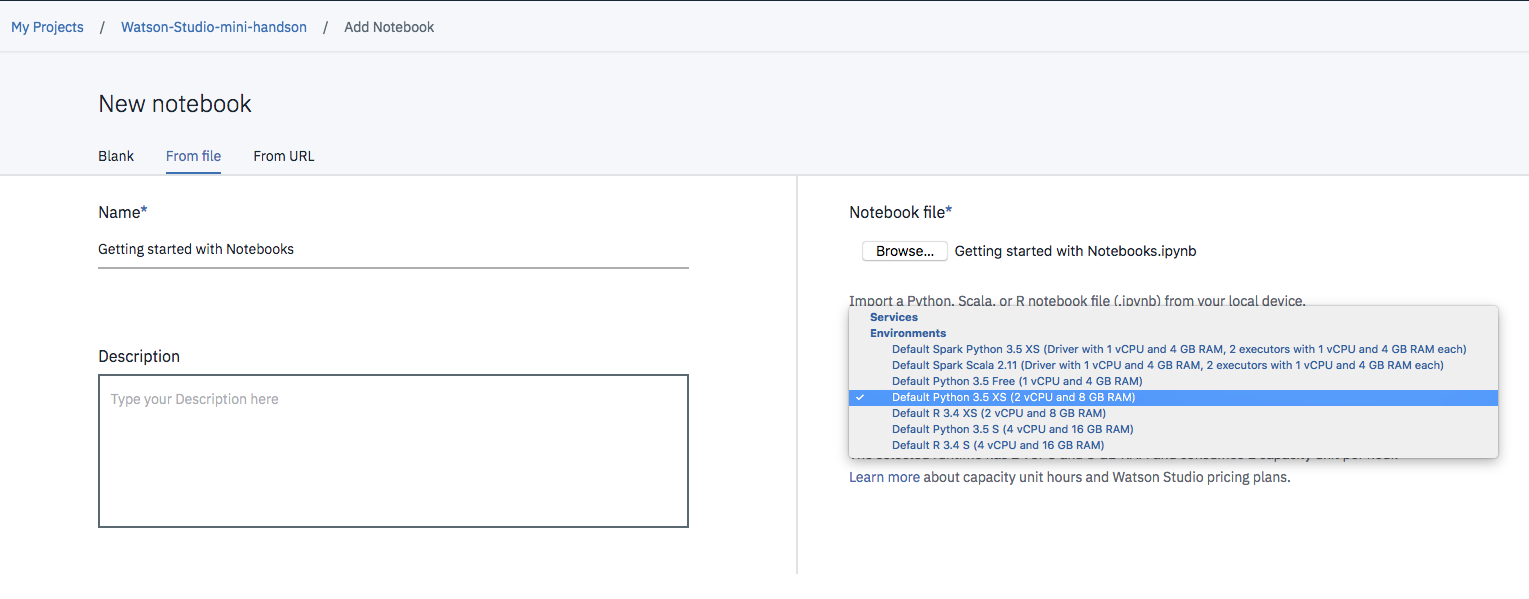 My Projects / Watson-Studio-mini-handson / Add Notebook
New notebook
Blank From file From URL
Name*
Getting started with Notebooks
Description
Type your Description here
Notebook file*
Browse... Getting started with Notebooks.ipynb
Import a Python, Scala, or R notebook file (.ipynb) from your local device.
Services
Environments
Default Spark Python 3.5 XS (Driver with 1 vCPU and 4 GB RAM, 2 executors with 1 vCPU and 4 GB RAM each)
Default Spark Scala 2.11 (Driver with 1 vCPU and 4 GB RAM, 2 executors with 1 vCPU and 4 GB RAM each)
Default Python 3.5 Free (1 vCPU and 4 GB RAM)
✓ Default Python 3.5 XS (2 vCPU and 8 GB RAM)
Default R 3.4 XS (2 vCPU and 8 GB RAM)
Default Python 3.5 S (4 vCPU and 16 GB RAM)
Default R 3.4 S (4 vCPU and 16 GB RAM)
Learn more about capacity unit hours and Watson Studio pricing plans.